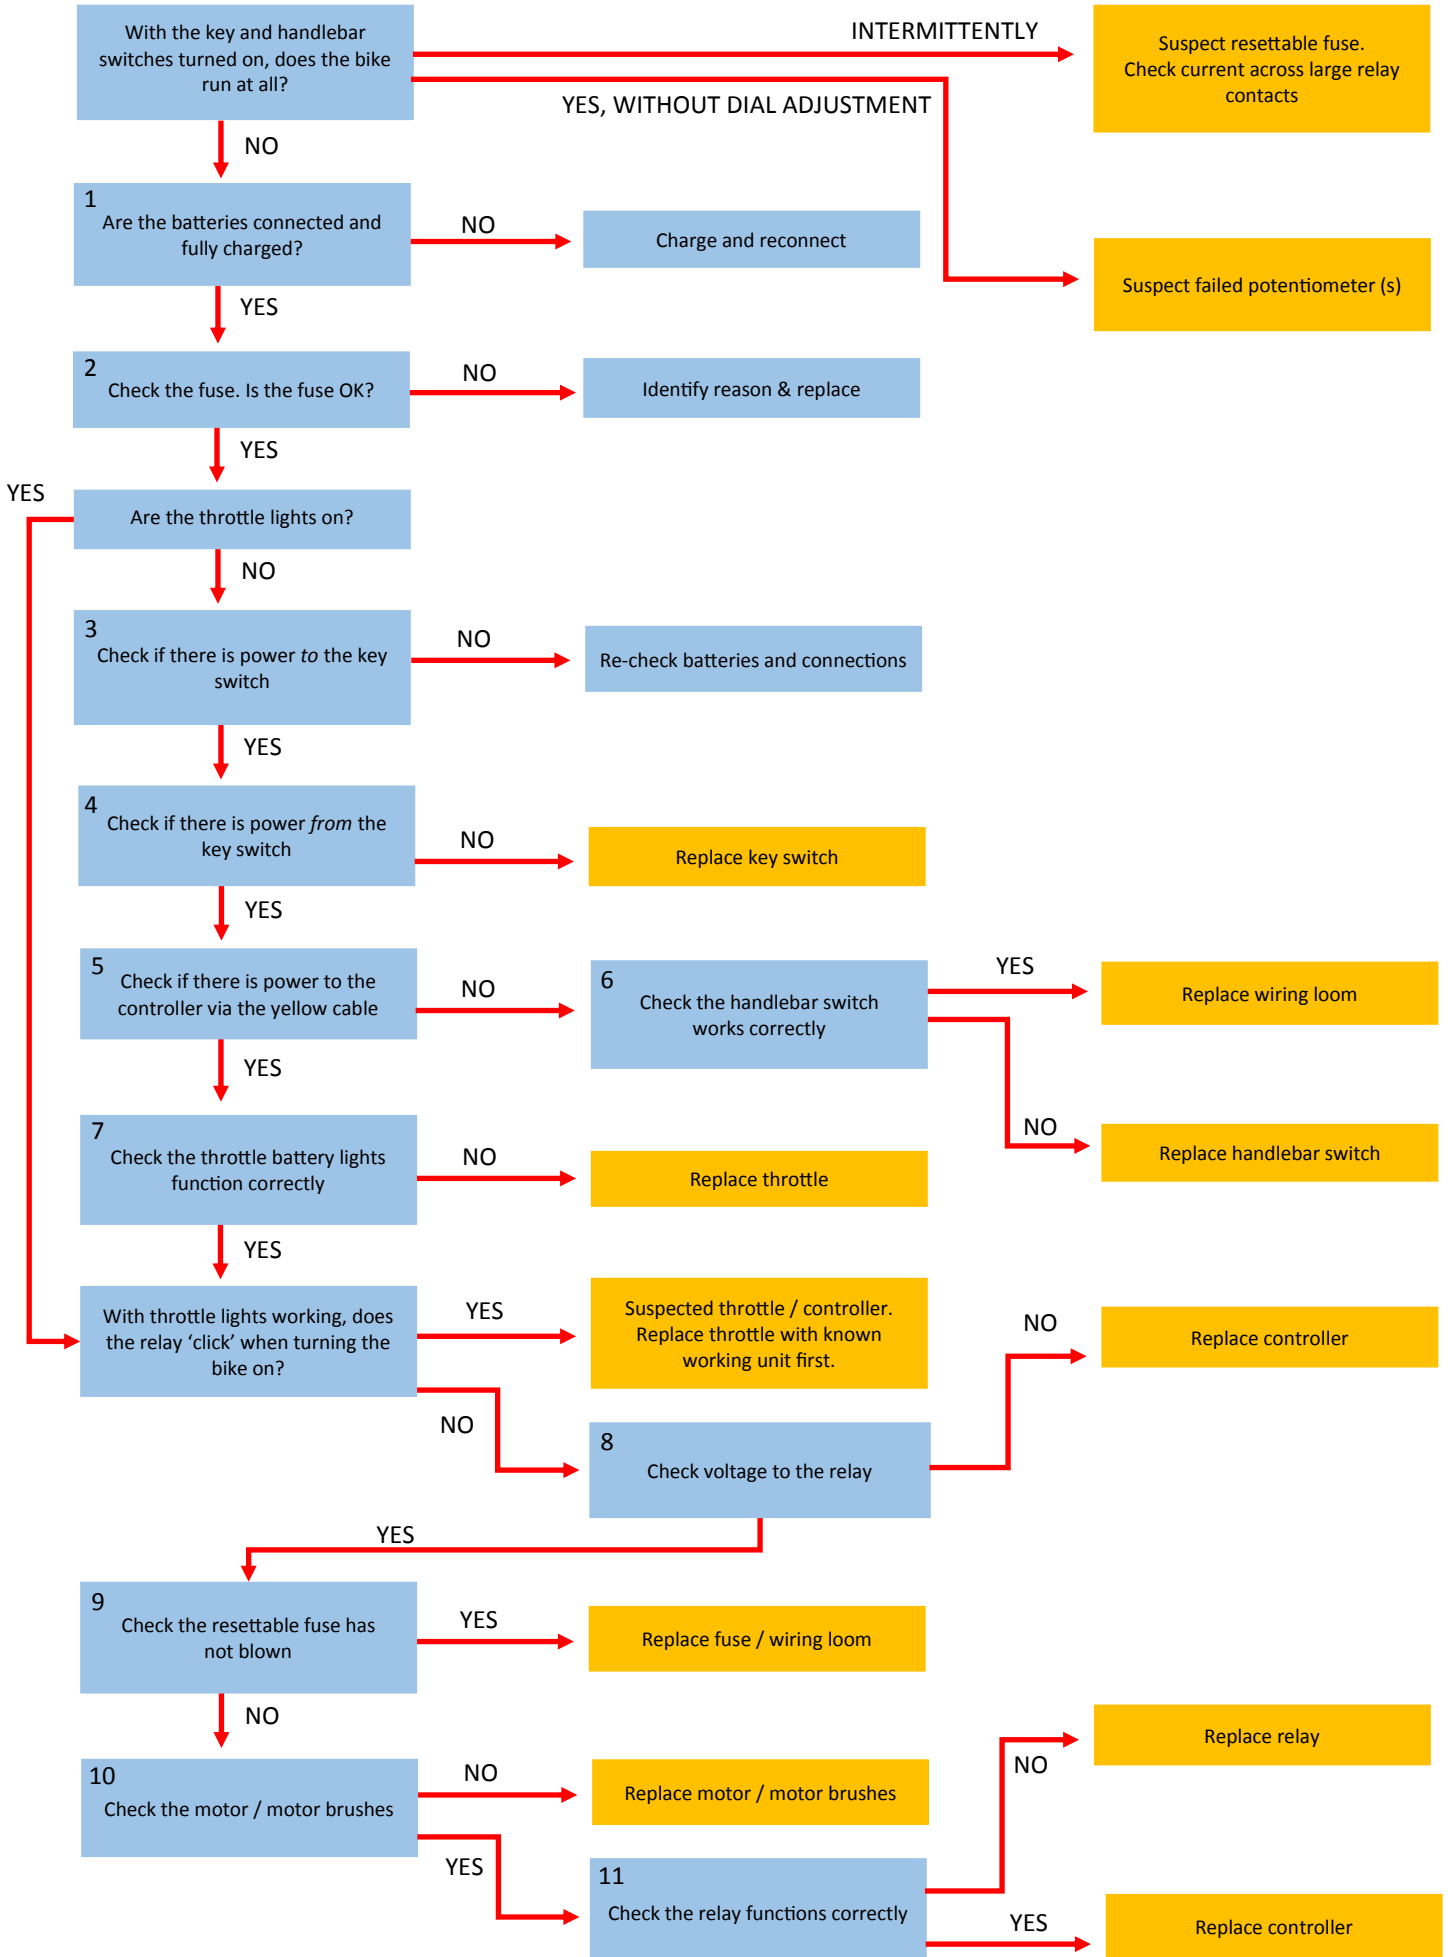 With the key and handlebar
switches turned on, does the bike
run at all?
INTERMITTENTLY
Suspect resettable fuse.
Check current across large relay
contacts
YES, WITHOUT DIAL ADJUSTMENT
NO
1
Are the batteries connected and
fully charged?
NO
Charge and reconnect
Suspect failed potentiometer (s)
YES
2
Check the fuse. Is the fuse OK?
NO
Identify reason & replace
YES
YES
Are the throttle lights on?
NO
3
Check if there is power to the key
switch
NO
Re-check batteries and connections
YES
4
Check if there is power from the
key switch
NO
Replace key switch
YES
5
Check if there is power to the
controller via the yellow cable
NO
6
Check the handlebar switch
works correctly
YES
Replace wiring loom
NO
Replace handlebar switch
YES
7
Check the throttle battery lights
function correctly
NO
Replace throttle
YES
With throttle lights working, does
the relay ‘click’ when turning the
bike on?
YES
Suspected throttle / controller.
Replace throttle with known
working unit first.
NO
Replace controller
NO
8
Check voltage to the relay
YES
9
Check the resettable fuse has
not blown
YES
Replace fuse / wiring loom
NO
10
Check the motor / motor brushes
NO
Replace motor / motor brushes
YES
11
Check the relay functions correctly
NO
Replace relay
YES
Replace controller